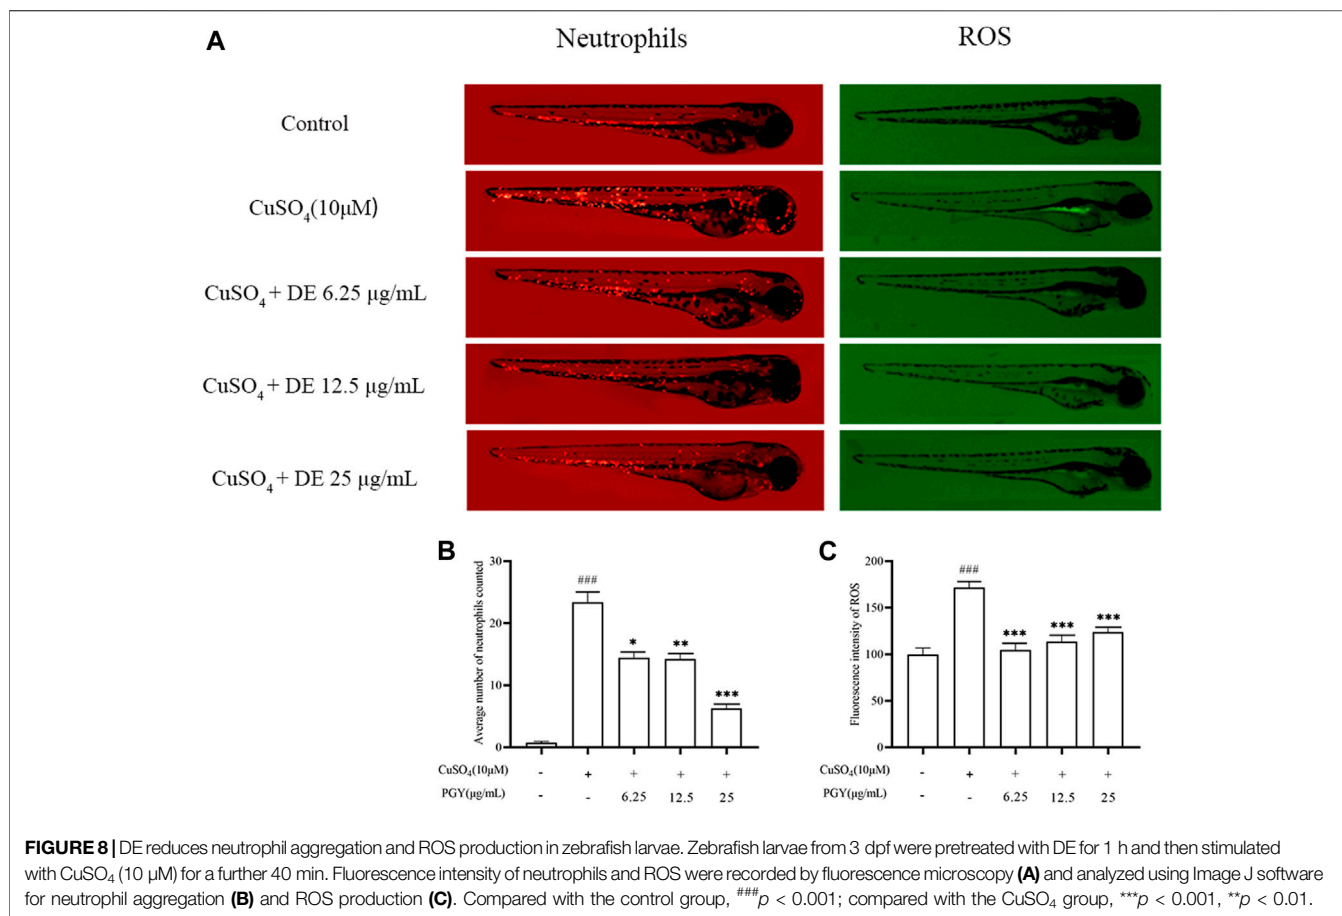 A
Neutrophils
ROS
Control
CuSO4(10μM)
CuSO4 + DE 6.25 μg/mL
CuSO4 + DE 12.5 μg/mL
CuSO4 + DE 25 μg/mL
B
Average number of neutrophils counted
30
20
10
0
###
*
**
***
CuSO4(10μM) - + + + +
PGY(μg/mL) - - 6.25 12.5 25
C
Fluorescence intensity of ROS
200
150
100
50
0
###
***
***
***
CuSO4(10μM) - + + + +
PGY(μg/mL) - - 6.25 12.5 25
FIGURE 8 | DE reduces neutrophil aggregation and ROS production in zebrafish larvae. Zebrafish larvae from 3 dpf were pretreated with DE for 1 h and then stimulated
with CuSO4 (10 μM) for a further 40 min. Fluorescence intensity of neutrophils and ROS were recorded by fluorescence microscopy (A) and analyzed using Image J software
for neutrophil aggregation (B) and ROS production (C). Compared with the control group, ###p < 0.001; compared with the CuSO4 group, ***p < 0.001, **p < 0.01.